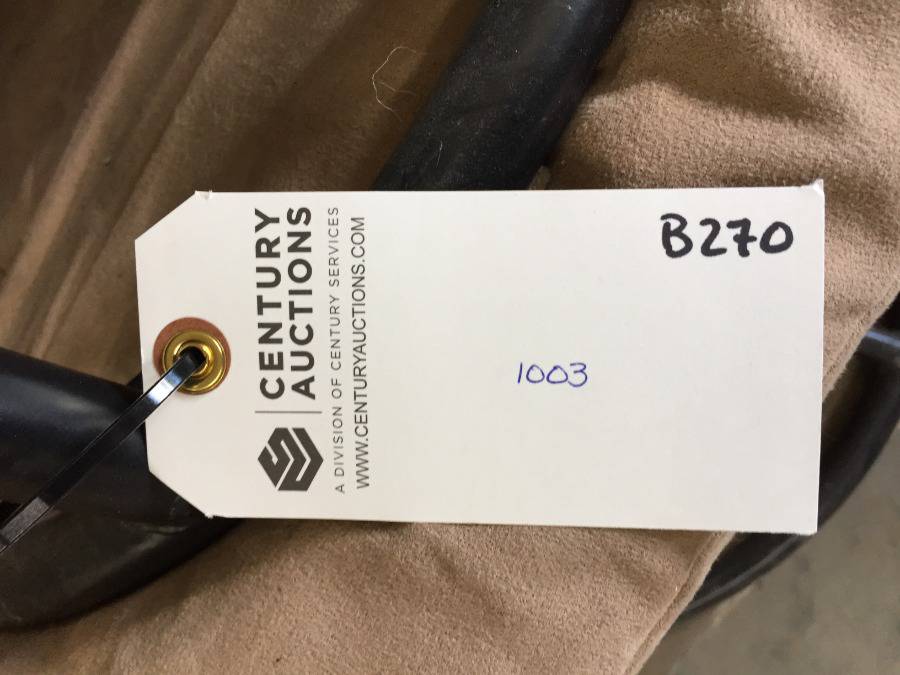 CENTURY
AUCTIONS
A DIVISION OF CENTURY SERVICES
WWW.CENTURYAUCTIONS.COM
B270
1003